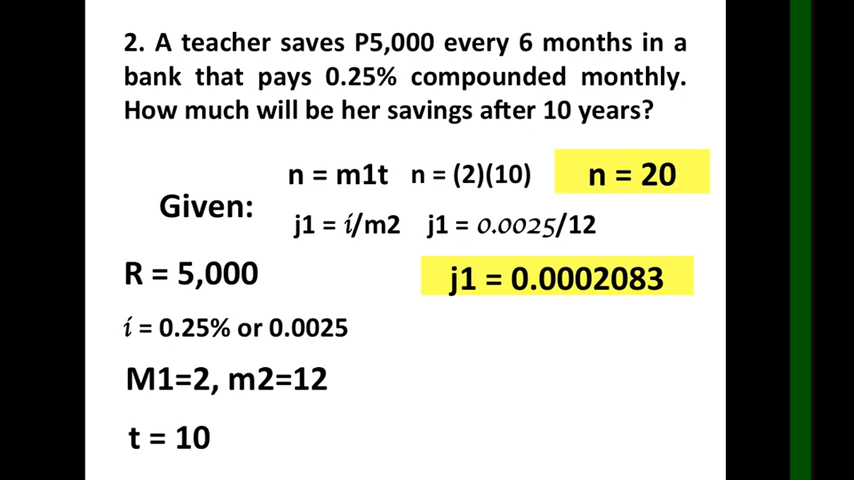 2. A teacher saves P5,000 every 6 months in a
bank that pays 0.25% compounded monthly.
How much will be her savings after 10 years?
n = m1t n = (2)(10) n = 20
Given:
j1 = i/m2 j1 = 0.0025/12
R = 5,000
j1 = 0.0002083
i = 0.25% or 0.0025
M1=2, m2=12
t = 10